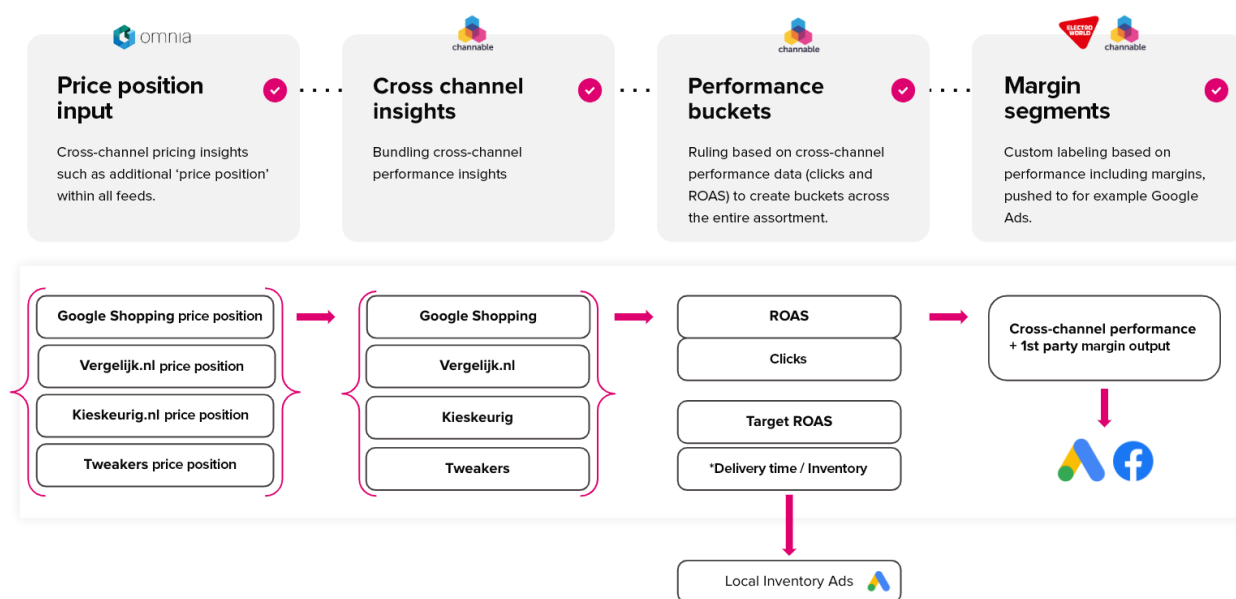 omnia
channable
channable
ELECTRO
WORLD
channable
Price position
input
Cross-channel pricing insights
such as additional ‘price position’
within all feeds.
Cross channel
insights
Bundling cross-channel
performance insights
Performance
buckets
Ruling based on cross-channel
performance data (clicks and
ROAS) to create buckets across
the entire assortment.
Margin
segments
Custom labeling based on
performance including margins,
pushed to for example Google
Ads.
Google Shopping price position
Vergelijk.nl price position
Kieskeurig.nl price position
Tweakers price position
Google Shopping
Vergelijk.nl
Kieskeurig
Tweakers
ROAS
Clicks
Target ROAS
*Delivery time / Inventory
Local Inventory Ads
Cross-channel performance
+ 1st party margin output